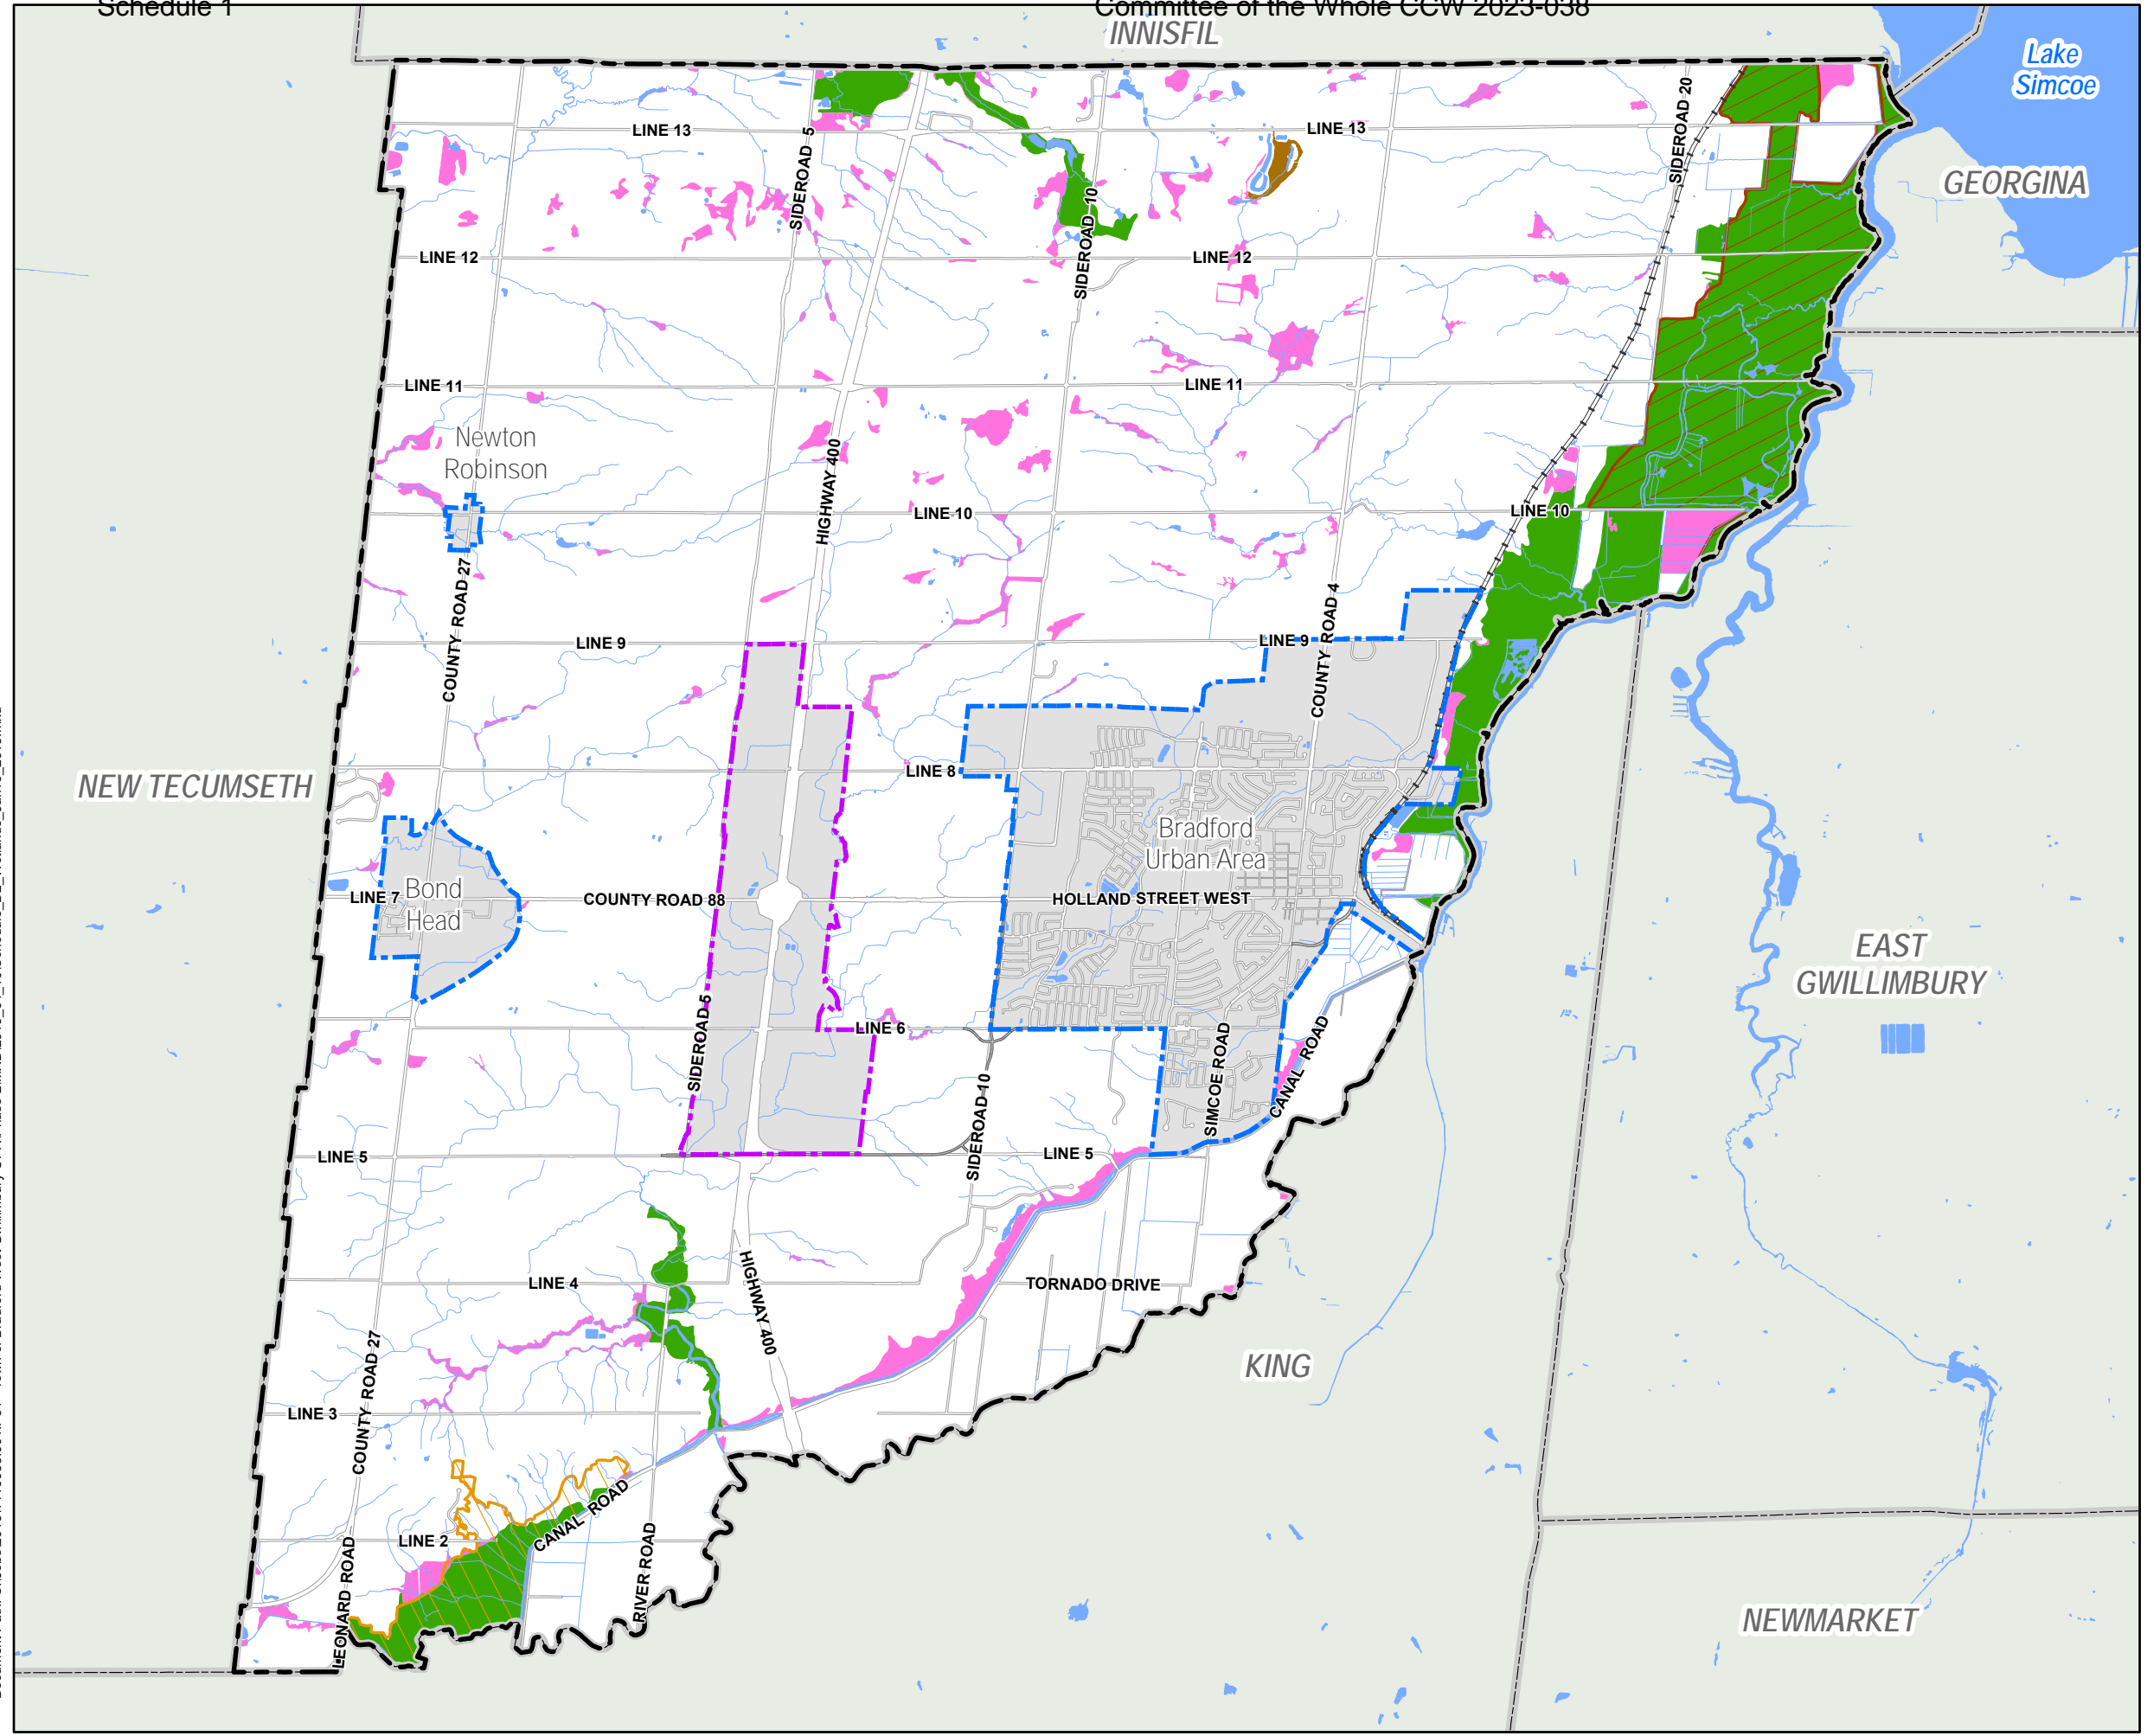 Schedule 1
Committee of the Whole CCW 2023-038
INNISFIL
Lake
Simcoe
SIDEROAD 20
LINE 13
LINE 13
SIDEROAD 5
GEORGINA
SIDEROAD 10
LINE 12
LINE 12
LINE 11
LINE 11
Newton
Robinson
HIGHWAY 400
LINE 10
LINE 10
COUNTY ROAD 27
COUNTY ROAD 4
LINE 9
LINE 9
NEW TECUMSETH
LINE 8
Bradford
Urban Area
LINE 7
Bond
Head
COUNTY ROAD 88
HOLLAND STREET WEST
EAST
GWILLIMBURY
SIDEROAD 5
LINE 6
SIMCOE ROAD
CANAL ROAD
SIDEROAD 10
LINE 5
LINE 5
LINE 4
HIGHWAY 400
TORNADO DRIVE
KING
COUNTY ROAD 27
LINE 3
CANAL ROAD
LINE 2
LEONARD ROAD
RIVER ROAD
NEWMARKET